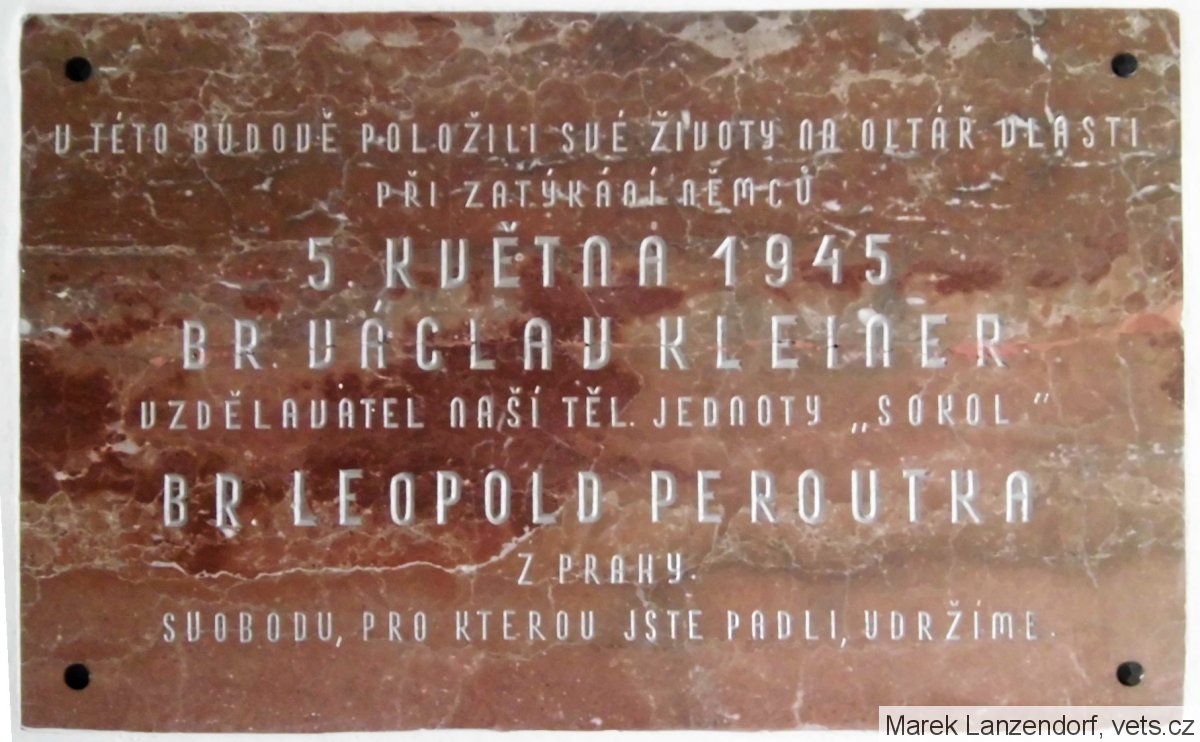 V TÉTO BUDOVĚ POLOŽILI SVÉ ŽIVOTY NA OLTÁŘ VLASTI
PŘI ZATÝKÁNÍ NĚMCŮ
5. KVĚTNA 1945
BR. VÁCLAV KLEINER
VZDĚLAVATEL NAŠÍ TĚL. JEDNOTY „SOKOL“
BR. LEOPOLD PEROUTKA
Z PRAHY.
SVOBODU, PRO KTEROU JSTE PADLI, UDRŽÍME.
Marek Lanzendorf, vets.cz